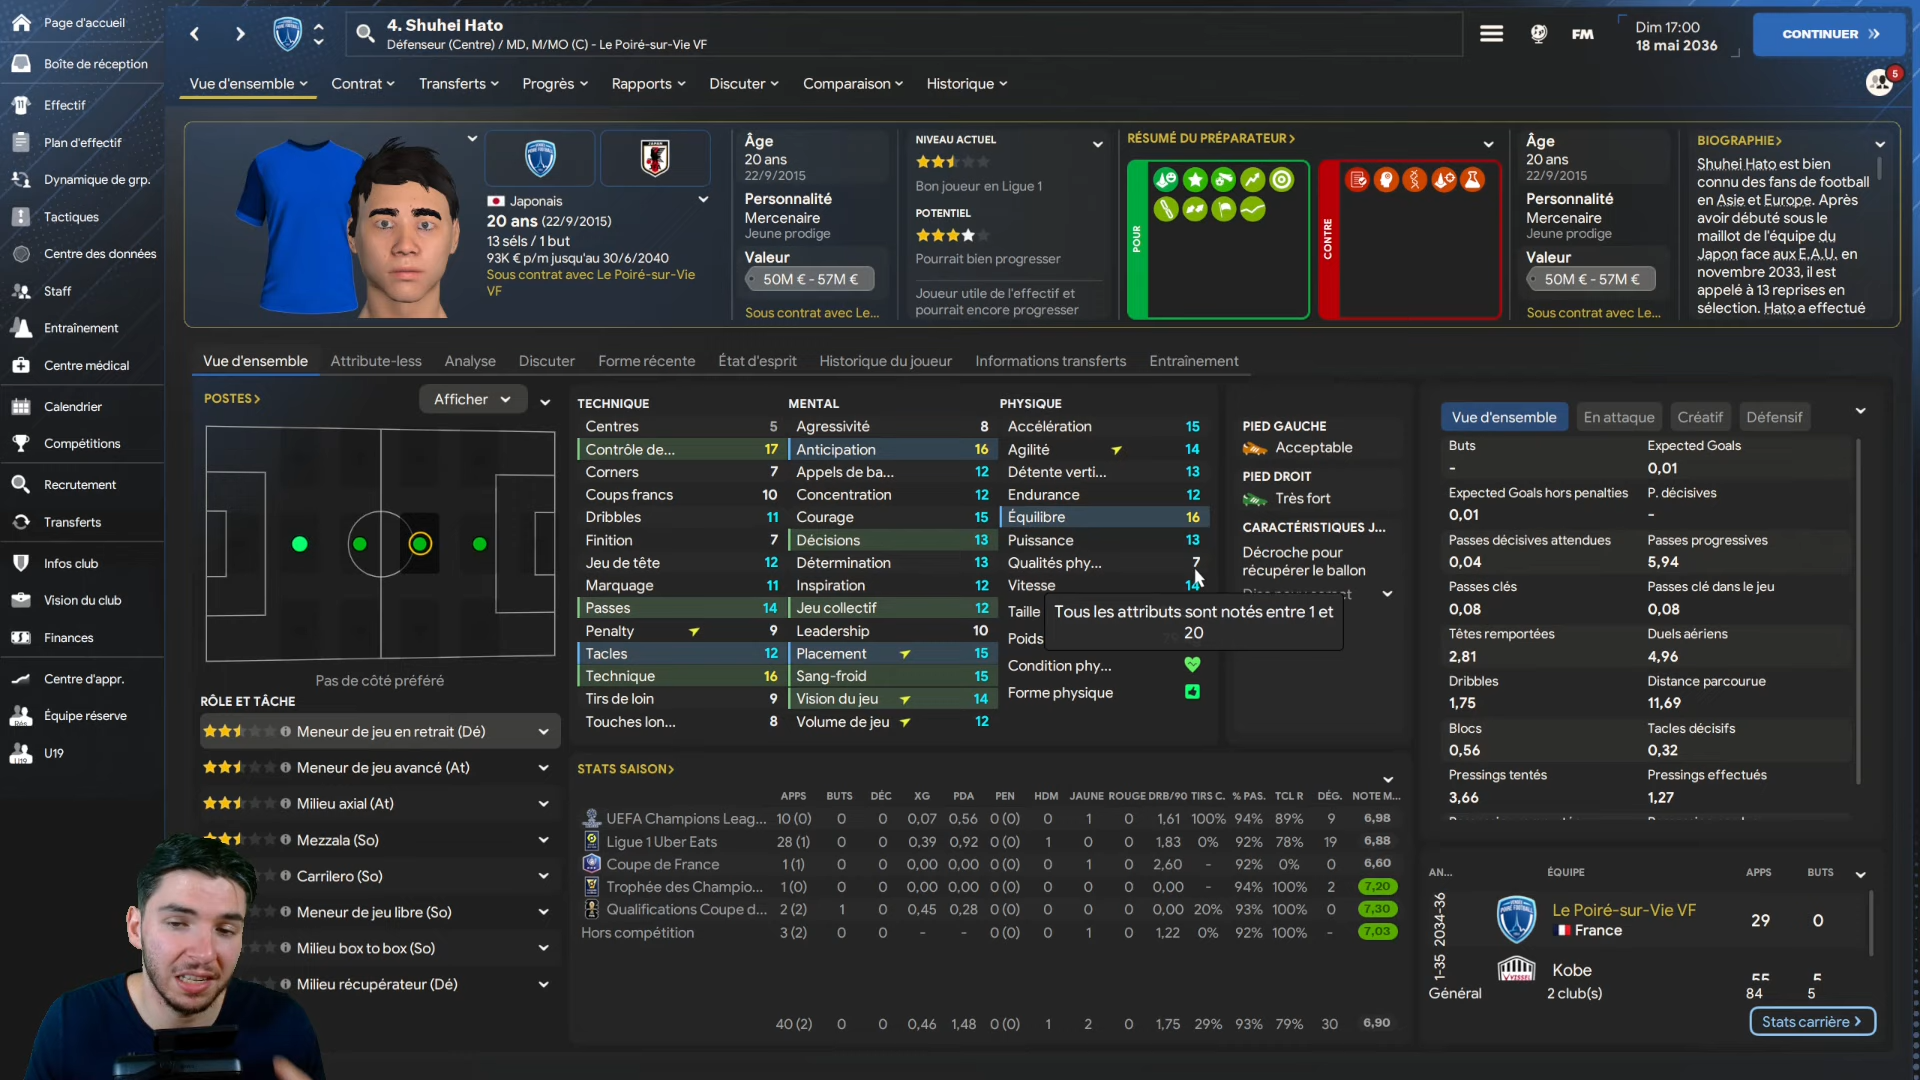 Page d'accueil
Boîte de réception
Effectif
Plan d'effectif
Dynamique de grp.
Tactiques
Centre des données
Staff
Entraînement
Centre médical
Calendrier
Compétitions
Recrutement
Transferts
Infos club
Vision du club
Finances
Centre d'appr.
Équipe réserve
U19
4. Shuhei Hato
Défenseur (Centre) / MD, M/MO (C) - Le Poiré-sur-Vie VF
FM
Dim 17:00
18 mai 2036
CONTINUER
5
Vue d'ensemble
Contrat
Transferts
Progrès
Rapports
Discuter
Comparaison
Historique
Japonais
20 ans (22/9/2015)
13 séls / 1 but
93K € p/m jusqu'au 30/6/2040
Sous contrat avec Le Poiré-sur-Vie
VF
Âge
20 ans
22/9/2015
Personnalité
Mercenaire
Jeune prodige
Valeur
50M € - 57M €
Sous contrat avec Le...
NIVEAU ACTUEL
Bon joueur en Ligue 1
POTENTIEL
Pourrait bien progresser
Joueur utile de l'effectif et
pourrait encore progresser
RÉSUMÉ DU PRÉPARATEUR >
POUR
CONTRE
Âge
20 ans
22/9/2015
Personnalité
Mercenaire
Jeune prodige
Valeur
50M € - 57M €
Sous contrat avec Le...
BIOGRAPHIE >
Shuhei Hato est bien
connu des fans de football
en Asie et Europe. Après
avoir débuté sous le
maillot de l'équipe du
Japon face aux E.A.U. en
novembre 2033, il est
appelé à 13 reprises en
sélection. Hato a effectué
Vue d'ensemble
Attribute-less
Analyse
Discuter
Forme récente
État d'esprit
Historique du joueur
Informations transferts
Entraînement
POSTES >
Afficher
Pas de côté préféré
RÔLE ET TÂCHE
Meneur de jeu en retrait (Dé)
Meneur de jeu avancé (At)
Milieu axial (At)
Mezzala (So)
Carrilero (So)
Meneur de jeu libre (So)
Milieu box to box (So)
Milieu récupérateur (Dé)
TECHNIQUE
Centres 5
Contrôle de... 17
Corners 7
Coups francs 10
Dribbles 11
Finition 7
Jeu de tête 12
Marquage 11
Passes 14
Penalty 9
Tacles 12
Technique 16
Tirs de loin 9
Touches lon... 8
MENTAL
Agressivité 8
Anticipation 16
Appels de ba... 12
Concentration 12
Courage 15
Décisions 13
Détermination 13
Inspiration 12
Jeu collectif 12
Leadership 10
Placement 15
Sang-froid 15
Vision du jeu 14
Volume de jeu 12
PHYSIQUE
Accélération 15
Agilité 14
Détente verti... 13
Endurance 12
Équilibre 16
Puissance 13
Qualités phy... 7
Vitesse 14
Taille
Poids
Condition phy...
Forme physique
Tous les attributs sont notés entre 1 et
20
PIED GAUCHE
Acceptable
PIED DROIT
Très fort
CARACTÉRISTIQUES J...
Décroche pour
récupérer le ballon
Vue d'ensemble
En attaque
Créatif
Défensif
Buts Expected Goals
- 0,01
Expected Goals hors penalties P. décisives
0,01 -
Passes décisives attendues Passes progressives
0,04 5,94
Passes clés Passes clé dans le jeu
0,08 0,08
Têtes remportées Duels aériens
2,81 4,96
Dribbles Distance parcourue
1,75 11,69
Blocs Tacles décisifs
0,56 0,32
Pressings tentés Pressings effectués
3,66 1,27
STATS SAISON >
APPS BUTS DÉC XG PDA PEN HDM JAUNE ROUGE DRB/90 TIRS C. % PAS. TCL R DÉG. NOTE M...
UEFA Champions Leag... 10 (0) 0 0 0,07 0,56 0 (0) 0 1 0 1,61 100% 94% 89% 9 6,98
Ligue 1 Uber Eats 28 (1) 0 0 0,39 0,92 0 (0) 1 0 0 1,83 0% 92% 78% 19 6,88
Coupe de France 1 (1) 0 0 0,00 0,00 0 (0) 0 1 0 2,60 - 92% 0% 0 6,60
Trophée des Champio... 1 (0) 0 0 0,00 0,00 0 (0) 0 0 0 0,00 - 94% 100% 2 7,20
Qualifications Coupe d... 2 (2) 1 0 0,45 0,28 0 (0) 0 0 0 0,00 20% 93% 100% 0 7,30
Hors compétition 3 (2) 0 0 - - 0 (0) 0 1 0 1,22 0% 92% 100% - 7,03
40 (2) 0 0 0,46 1,48 0 (0) 1 2 0 1,75 29% 93% 79% 30 6,90
AN... ÉQUIPE APPS BUTS
2034-36
Le Poiré-sur-Vie VF 29 0
France
1-35
Kobe 55 5
Général 2 club(s) 84 5
Stats carrière >